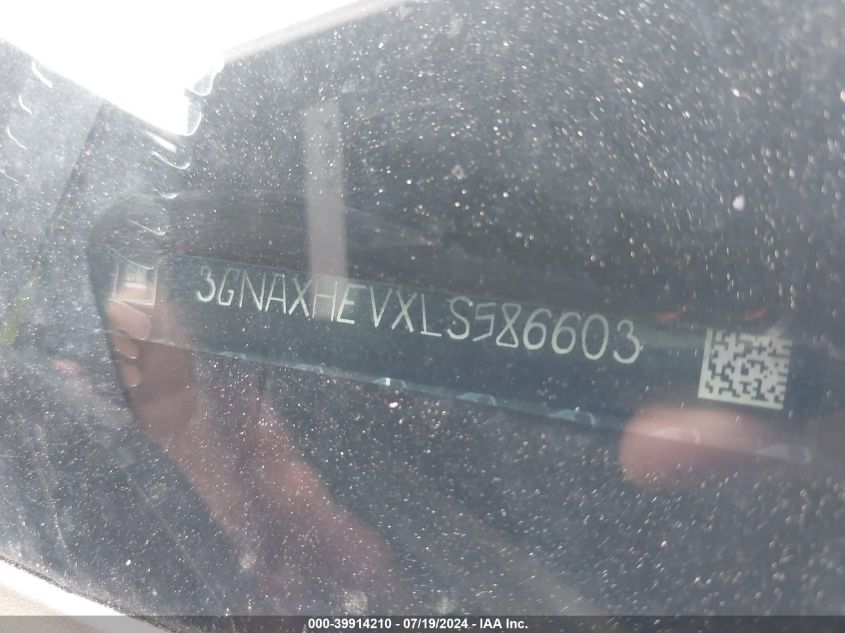 3GNAXHEVXLS586603
000-39914210 - 07/19/2024 - IAA Inc.